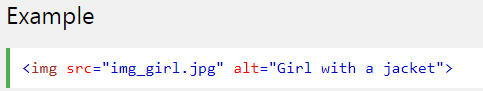 Example
<img src="img_girl.jpg" alt="Girl with a jacket">